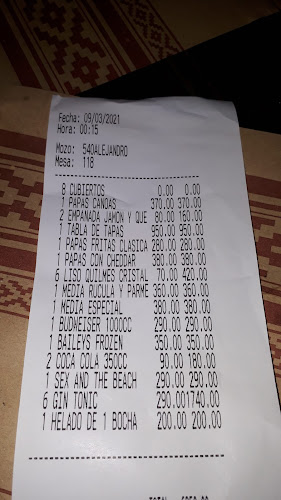 Fecha: 09/03/2021
Hora: 00:15
Mozo: 540ALEJANDRO
Mesa: 118
8 CUBIERTOS 0.00 0.00
1 PAPAS CANOAS 370.00 370.00
2 EMPANADA JAMON Y QUE 80.00 160.00
1 TABLA DE TAPAS 950.00 950.00
1 PAPAS FRITAS CLASICA 280.00 280.00
1 PAPAS CON CHEDDAR 380.00 380.00
6 LISO QUILMES CRISTAL 70.00 420.00
1 MEDIA RUCULA Y PARME 360.00 360.00
1 MEDIA ESPECIAL 380.00 380.00
1 BUDWEISER 1000CC 290.00 290.00
1 BAILEYS FROZEN 350.00 350.00
2 COCA COLA 350CC 90.00 180.00
1 SEX AND THE BEACH 290.00 290.00
6 GIN TONIC 290.00 1740.00
1 HELADO DE 1 BOCHA 200.00 200.00